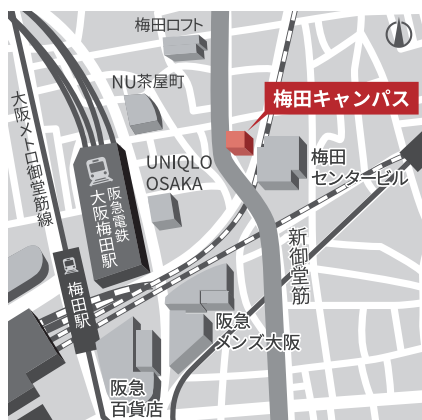 梅田ロフト
NU茶屋町
梅田キャンパス
大阪メトロ御堂筋線
UNIQLO
OSAKA
梅田
センタービル
阪急電鉄
大阪梅田駅
新御堂筋
梅田駅
阪急
メンズ大阪
阪急
百貨店